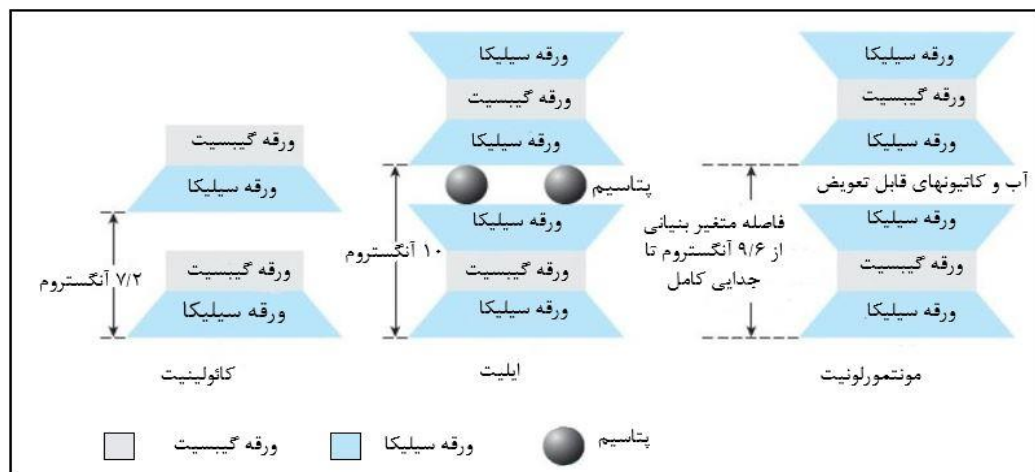 ورقه سیلیکا
ورقه گیبسیت
ورقه سیلیکا
آب و کاتیونهای قابل تعویض
ورقه سیلیکا
ورقه گیبسیت
ورقه سیلیکا
فاصله متغیر بنیانی
از ۹/۶ آنگستروم تا
جدایی کامل
مونتمورلونیت
ورقه سیلیکا
ورقه گیبسیت
ورقه سیلیکا
پتاسیم
ورقه سیلیکا
ورقه گیبسیت
ورقه سیلیکا
۱۰ آنگستروم
ایلیت
ورقه گیبسیت
ورقه سیلیکا
ورقه گیبسیت
ورقه سیلیکا
۷/۲ آنگستروم
کائولینیت
پتاسیم
ورقه سیلیکا
ورقه گیبسیت